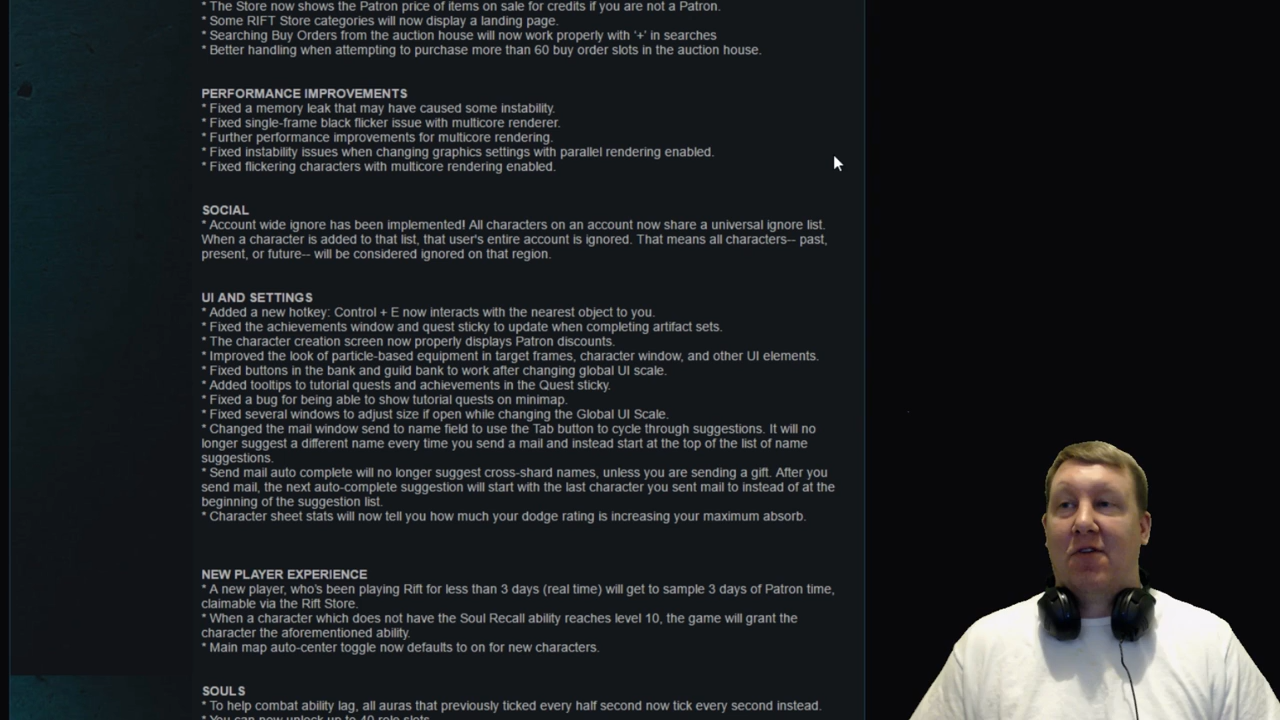 * The Store now shows the Patron price of items on sale for credits if you are not a Patron.
* Some RIFT Store categories will now display a landing page.
* Searching Buy Orders from the auction house will now work properly with '+' in searches
* Better handling when attempting to purchase more than 60 buy order slots in the auction house.
PERFORMANCE IMPROVEMENTS
* Fixed a memory leak that may have caused some instability.
* Fixed single-frame black flicker issue with multicore renderer.
* Further performance improvements for multicore rendering.
* Fixed instability issues when changing graphics settings with parallel rendering enabled.
* Fixed flickering characters with multicore rendering enabled.
SOCIAL
* Account wide ignore has been implemented! All characters on an account now share a universal ignore list.
When a character is added to that list, that user's entire account is ignored. That means all characters-- past,
present, or future-- will be considered ignored on that region.
UI AND SETTINGS
* Added a new hotkey: Control + E now interacts with the nearest object to you.
* Fixed the achievements window and quest sticky to update when completing artifact sets.
* The character creation screen now properly displays Patron discounts.
* Improved the look of particle-based equipment in target frames, character window, and other UI elements.
* Fixed buttons in the bank and guild bank to work after changing global UI scale.
* Added tooltips to tutorial quests and achievements in the Quest sticky.
* Fixed a bug for being able to show tutorial quests on minimap.
* Fixed several windows to adjust size if open while changing the Global UI Scale.
* Changed the mail window send to name field to use the Tab button to cycle through suggestions. It will no
longer suggest a different name every time you send a mail and instead start at the top of the list of name
suggestions.
* Send mail auto complete will no longer suggest cross-shard names, unless you are sending a gift. After you
send mail, the next auto-complete suggestion will start with the last character you sent mail to instead of at the
beginning of the suggestion list.
* Character sheet stats will now tell you how much your dodge rating is increasing your maximum absorb.
NEW PLAYER EXPERIENCE
* A new player, who's been playing Rift for less than 3 days (real time) will get to sample 3 days of Patron time,
claimable via the Rift Store.
* When a character which does not have the Soul Recall ability reaches level 10, the game will grant the
character the aforementioned ability.
* Main map auto-center toggle now defaults to on for new characters.
SOULS
* To help combat ability lag, all auras that previously ticked every half second now tick every second instead.
* You can now unlock up to 40 role slots.